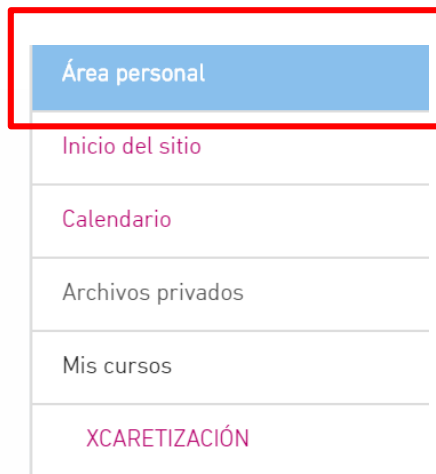 Área personal
Inicio del sitio
Calendario
Archivos privados
Mis cursos
XCARETIZACIÓN